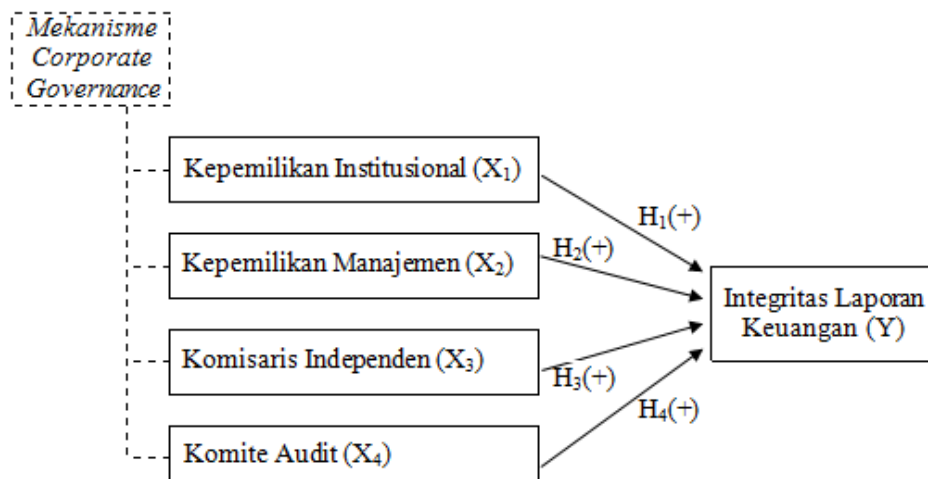 Mekanisme
Corporate
Governance
Kepemilikan Institusional (X₁)
H₁(+)
Kepemilikan Manajemen (X₂)
H₂(+)
Integritas Laporan
Keuangan (Y)
Komisaris Independen (X₃)
H₃(+)
H₄(+)
Komite Audit (X₄)